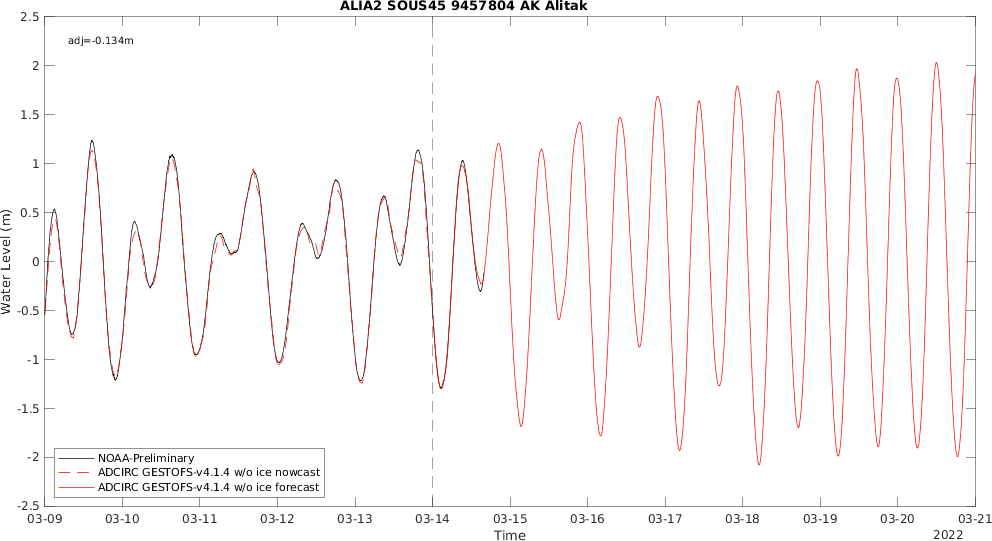 ALIA2 SOUS45 9457804 AK Alitak
adj=-0.134m
2.5
2
1.5
1
0.5
0
-0.5
-1
-1.5
-2
-2.5
Water Level (m)
NOAA-Preliminary
ADCIRC GESTOFS-v4.1.4 w/o ice nowcast
ADCIRC GESTOFS-v4.1.4 w/o ice forecast
03-09 03-10 03-11 03-12 03-13 03-14 03-15 03-16 03-17 03-18 03-19 03-20 03-21
Time
2022